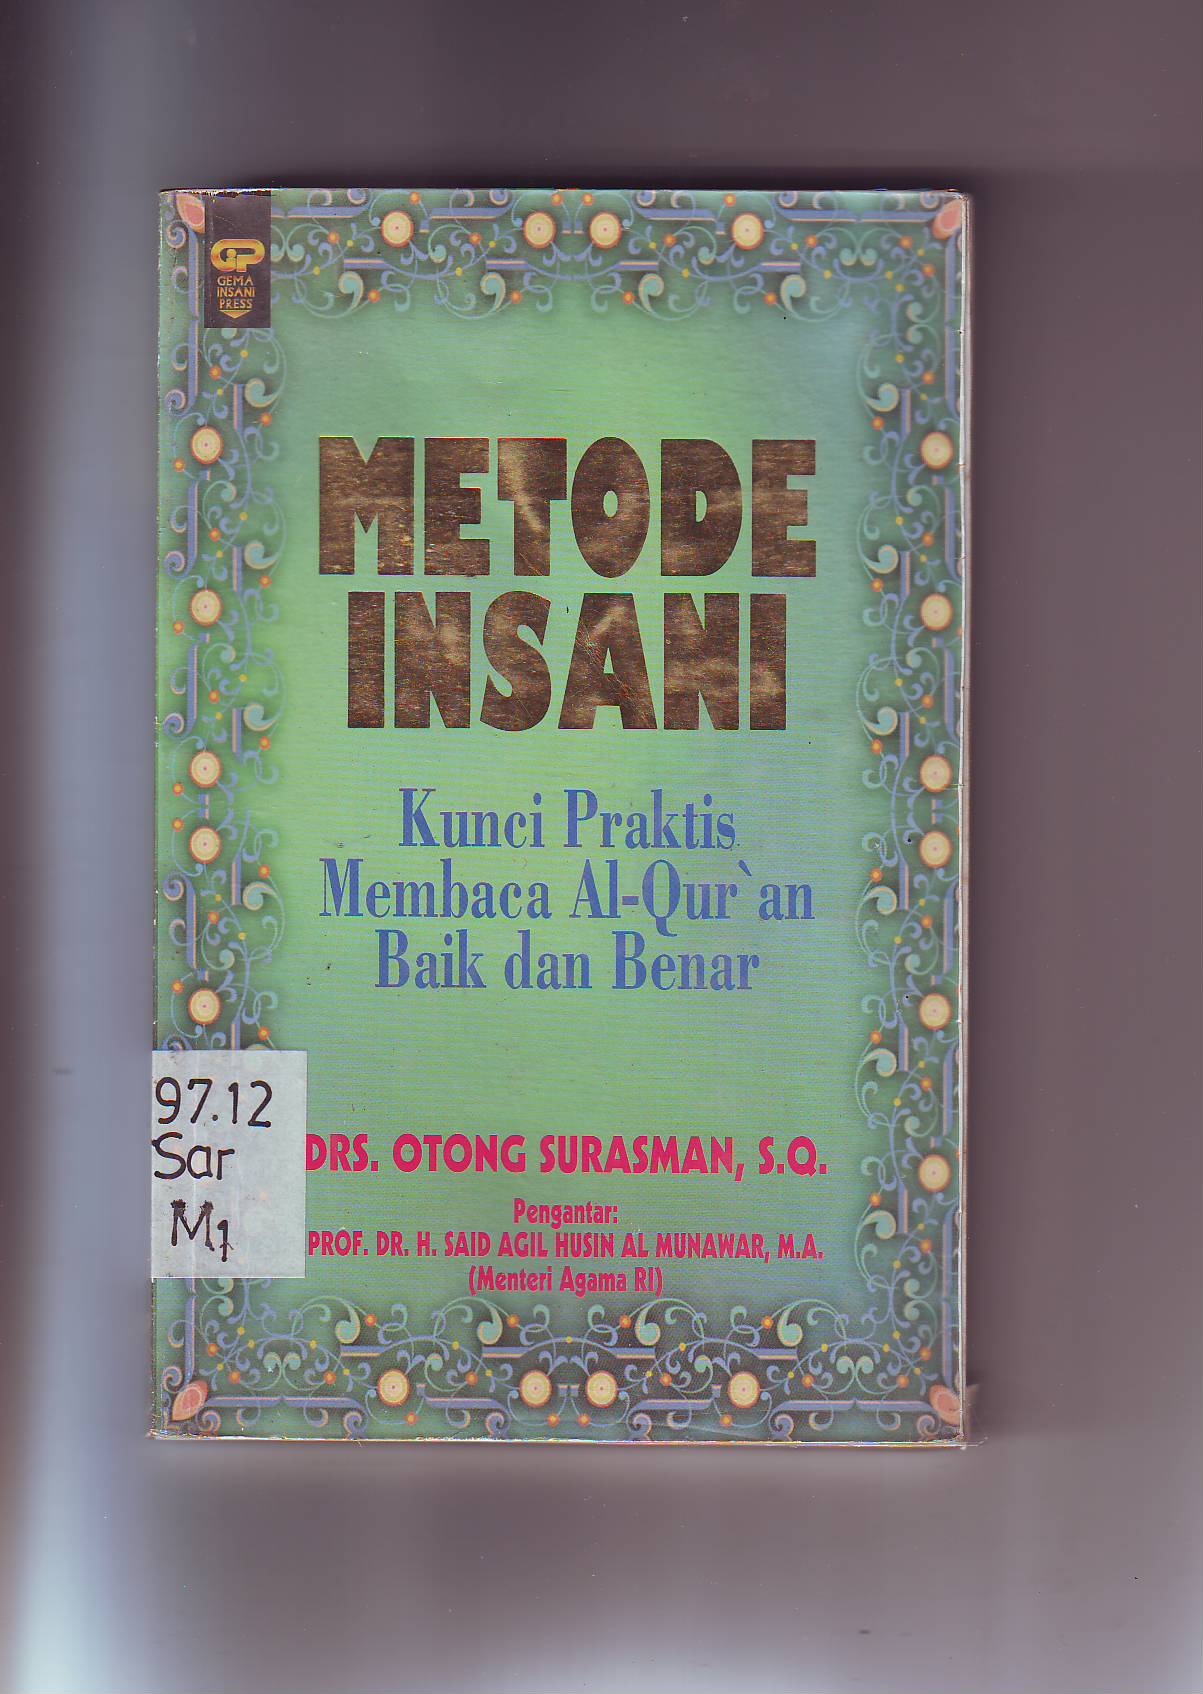 GIP
GEMA
INSANI
PRESS
METODE
INSANI
Kunci Praktis
Membaca Al-Qur`an
Baik dan Benar
97.12
Sar
M1
DRS. OTONG SURASMAN, S.Q.
Pengantar:
PROF. DR. H. SAID AGIL HUSIN AL MUNAWAR, M.A.
(Menteri Agama RI)